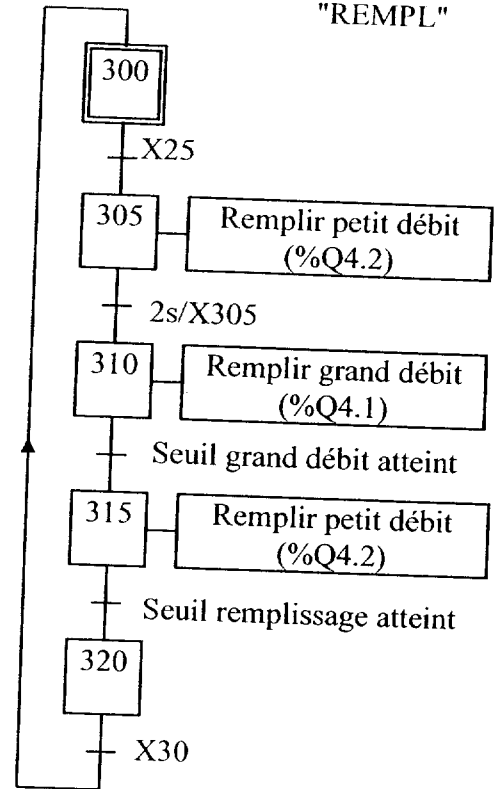 "REMPL"
300
X25
305
Remplir petit débit
(%Q4.2)
2s/X305
310
Remplir grand débit
(%Q4.1)
Seuil grand débit atteint
315
Remplir petit débit
(%Q4.2)
Seuil remplissage atteint
320
X30